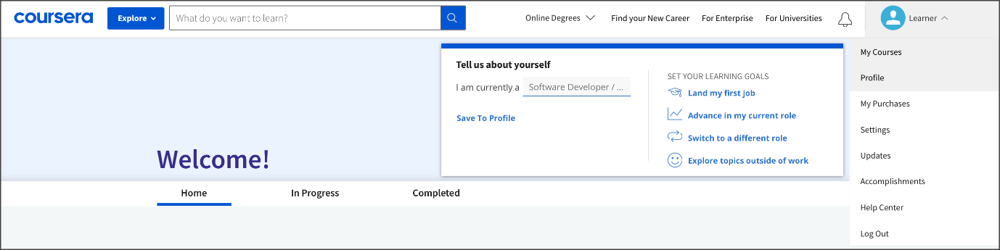 coursera
Explore
What do you want to learn?
Online Degrees
Find your New Career
For Enterprise
For Universities
Learner
Tell us about yourself
I am currently a Software Developer / ...
Save To Profile
SET YOUR LEARNING GOALS
Land my first job
Advance in my current role
Switch to a different role
Explore topics outside of work
My Courses
Profile
My Purchases
Settings
Updates
Accomplishments
Help Center
Log Out
Welcome!
Home
In Progress
Completed